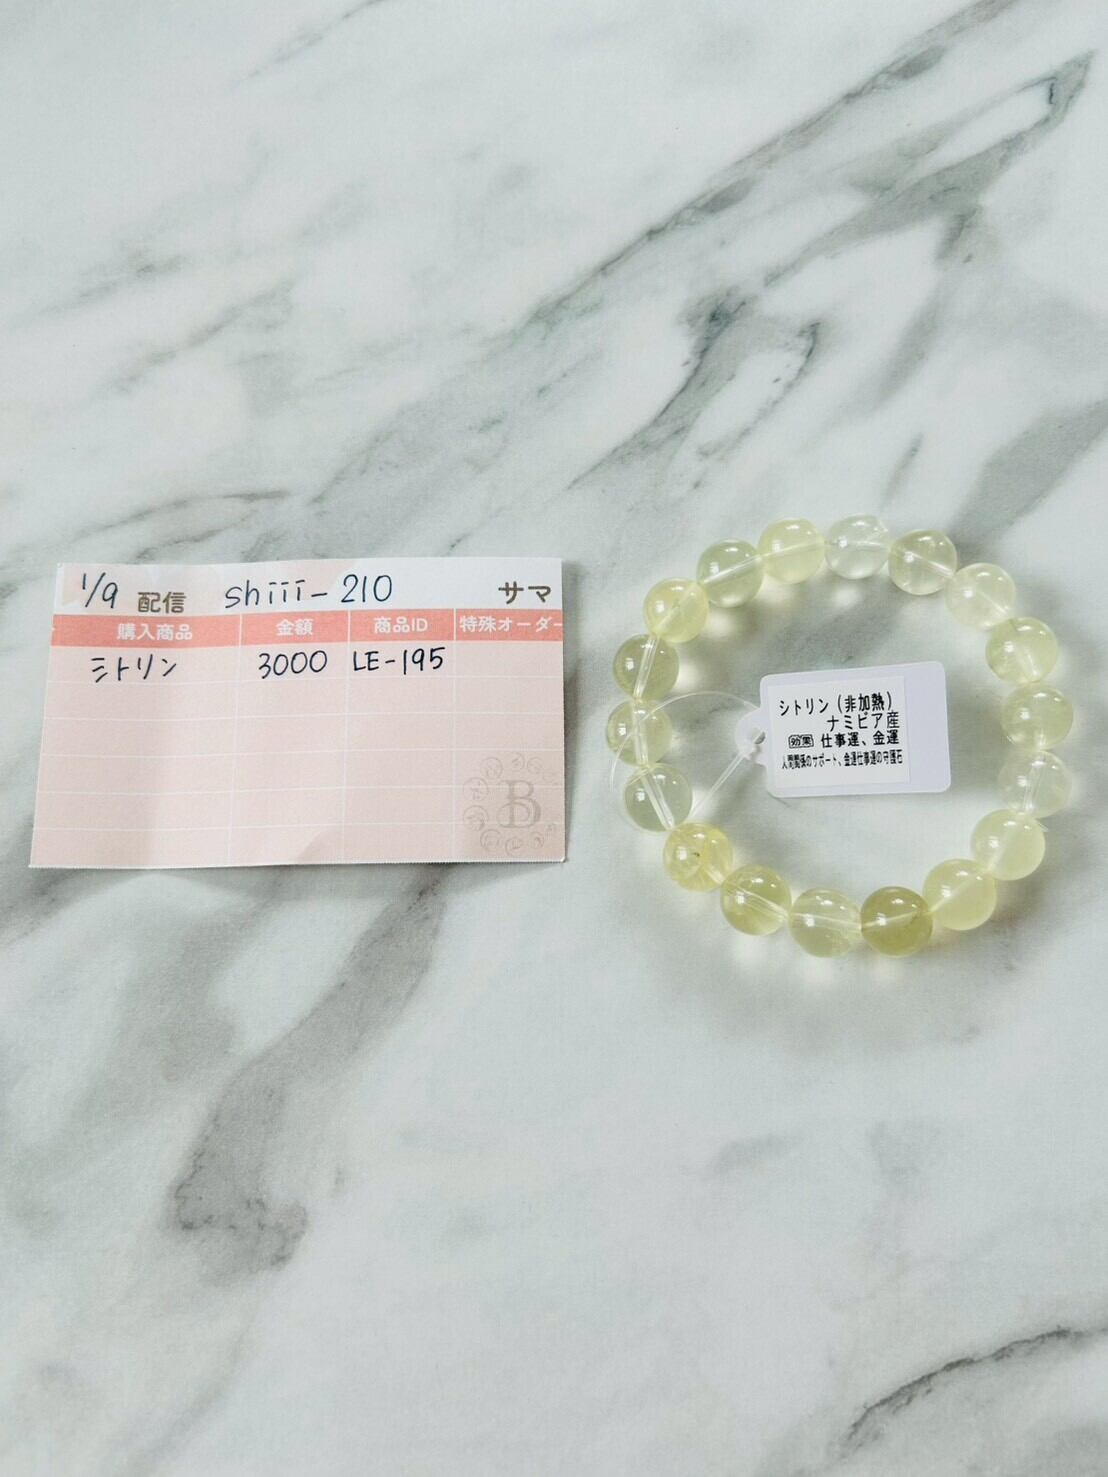 1/9 配信 shiii-210 サマ
購入商品 金額 商品ID 特殊オーダー
シトリン 3000 LE-195
B
シトリン（非加熱）
ナミビア産
効果 仕事運、金運
人間関係のサポート、金運仕事運の守護石